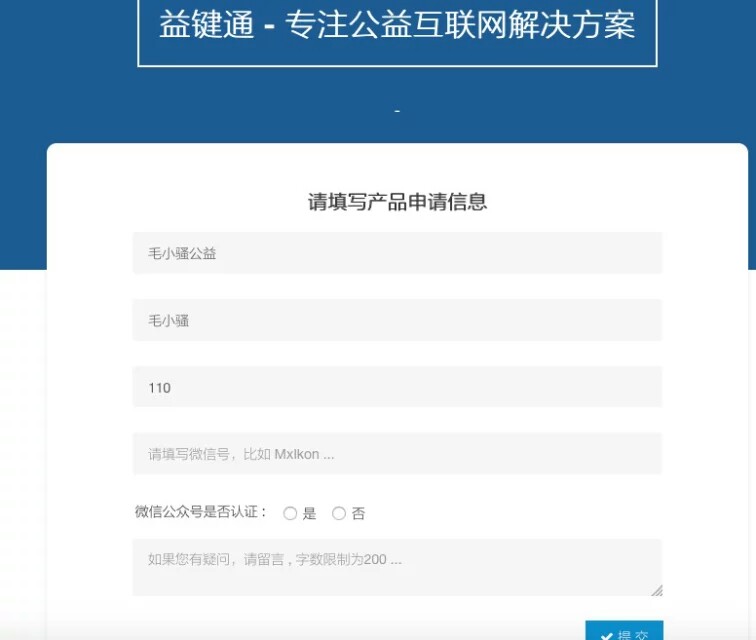 益键通 - 专注公益互联网解决方案
-
请填写产品申请信息
毛小骚公益
毛小骚
110
请填写微信号，比如 MxIkon ...
微信公众号是否认证： 是 否
如果您有疑问，请留言 , 字数限制为200 ...
提 交